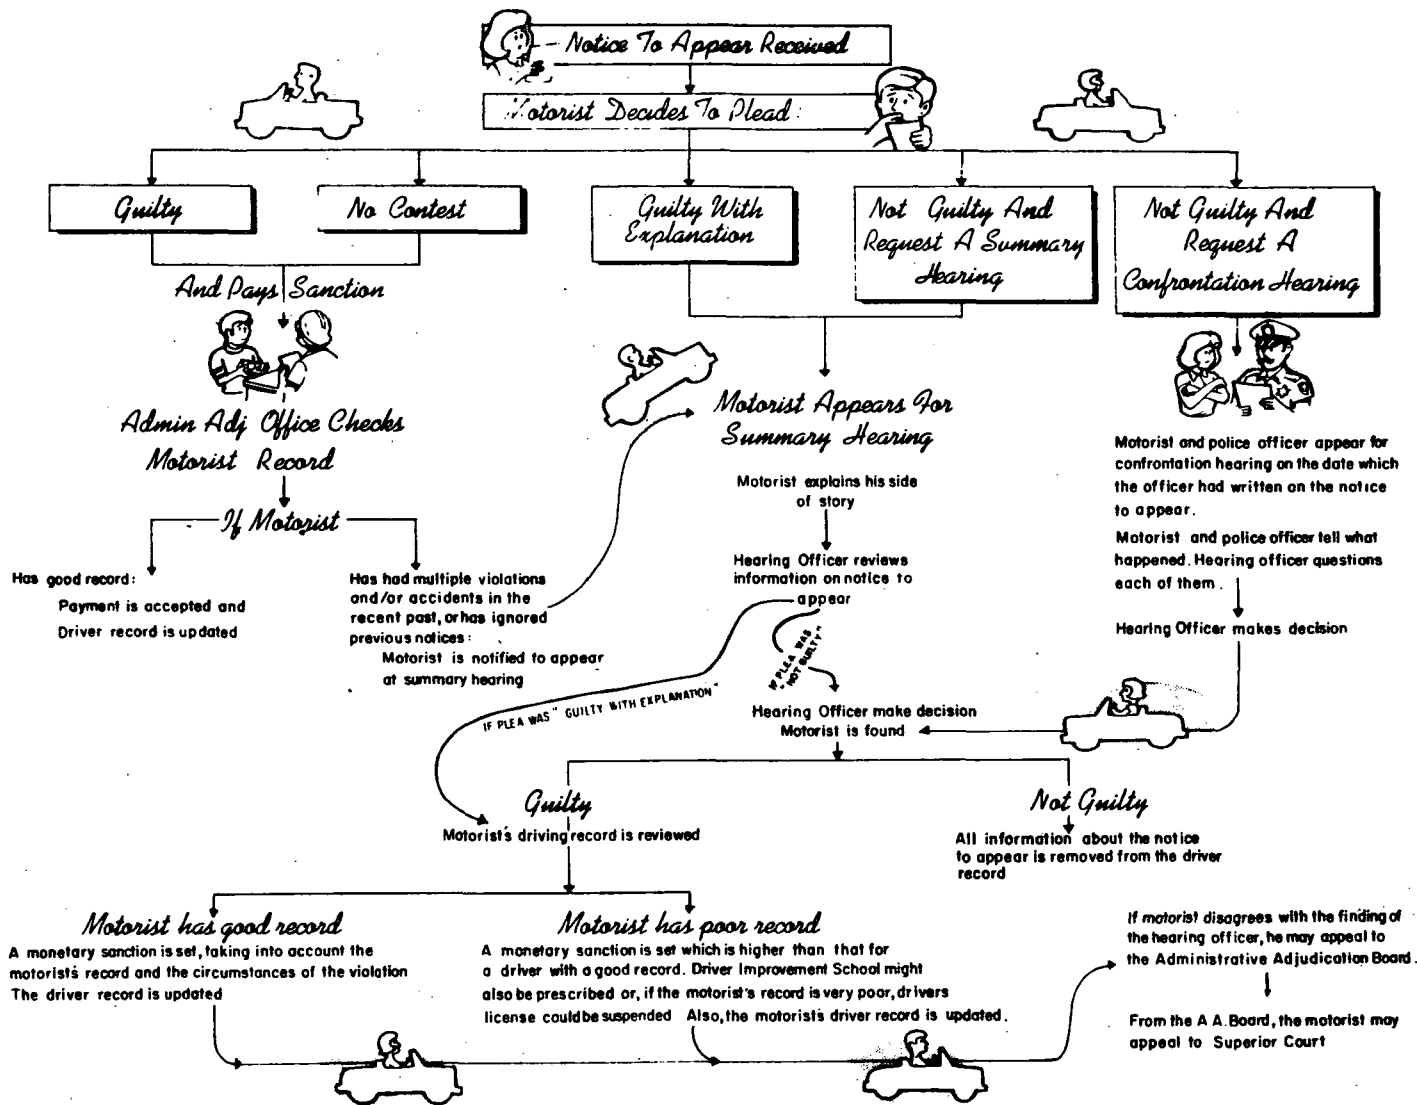 Notice To Appear Received
Motorist Decides To Plead:
Guilty
No Contest
Guilty With
Explanation
Not Guilty And
Request A Summary
Hearing
Not Guilty And
Request A
Confrontation Hearing
And Pays Sanction
Admin Adj Office Checks
Motorist Record
If Motorist
Has good record:
Payment is accepted and
Driver record is updated
Has had multiple violations
and/or accidents in the
recent past, or has ignored
previous notices:
Motorist is notified to appear
at summary hearing
Motorist Appears For
Summary Hearing
Motorist explains his side
of story
Hearing Officer reviews
information on notice to
appear
IF PLEA WAS
"NOT GUILTY"
IF PLEA WAS "GUILTY WITH EXPLANATION"
Motorist and police officer appear for
confrontation hearing on the date which
the officer had written on the notice
to appear.
Motorist and police officer tell what
happened. Hearing officer questions
each of them.
Hearing Officer makes decision
Hearing Officer make decision
Motorist is found
Guilty
Motorist's driving record is reviewed
Not Guilty
All information about the notice
to appear is removed from the driver
record
Motorist has good record
A monetary sanction is set, taking into account the
motorist's record and the circumstances of the violation
The driver record is updated
Motorist has poor record
A monetary sanction is set which is higher than that for
a driver with a good record. Driver Improvement School might
also be prescribed or, if the motorist's record is very poor, drivers
license could be suspended Also, the motorist's driver record is updated.
If motorist disagrees with the finding of
the hearing officer, he may appeal to
the Administrative Adjudication Board.
From the A A. Board, the motorist may
appeal to Superior Court